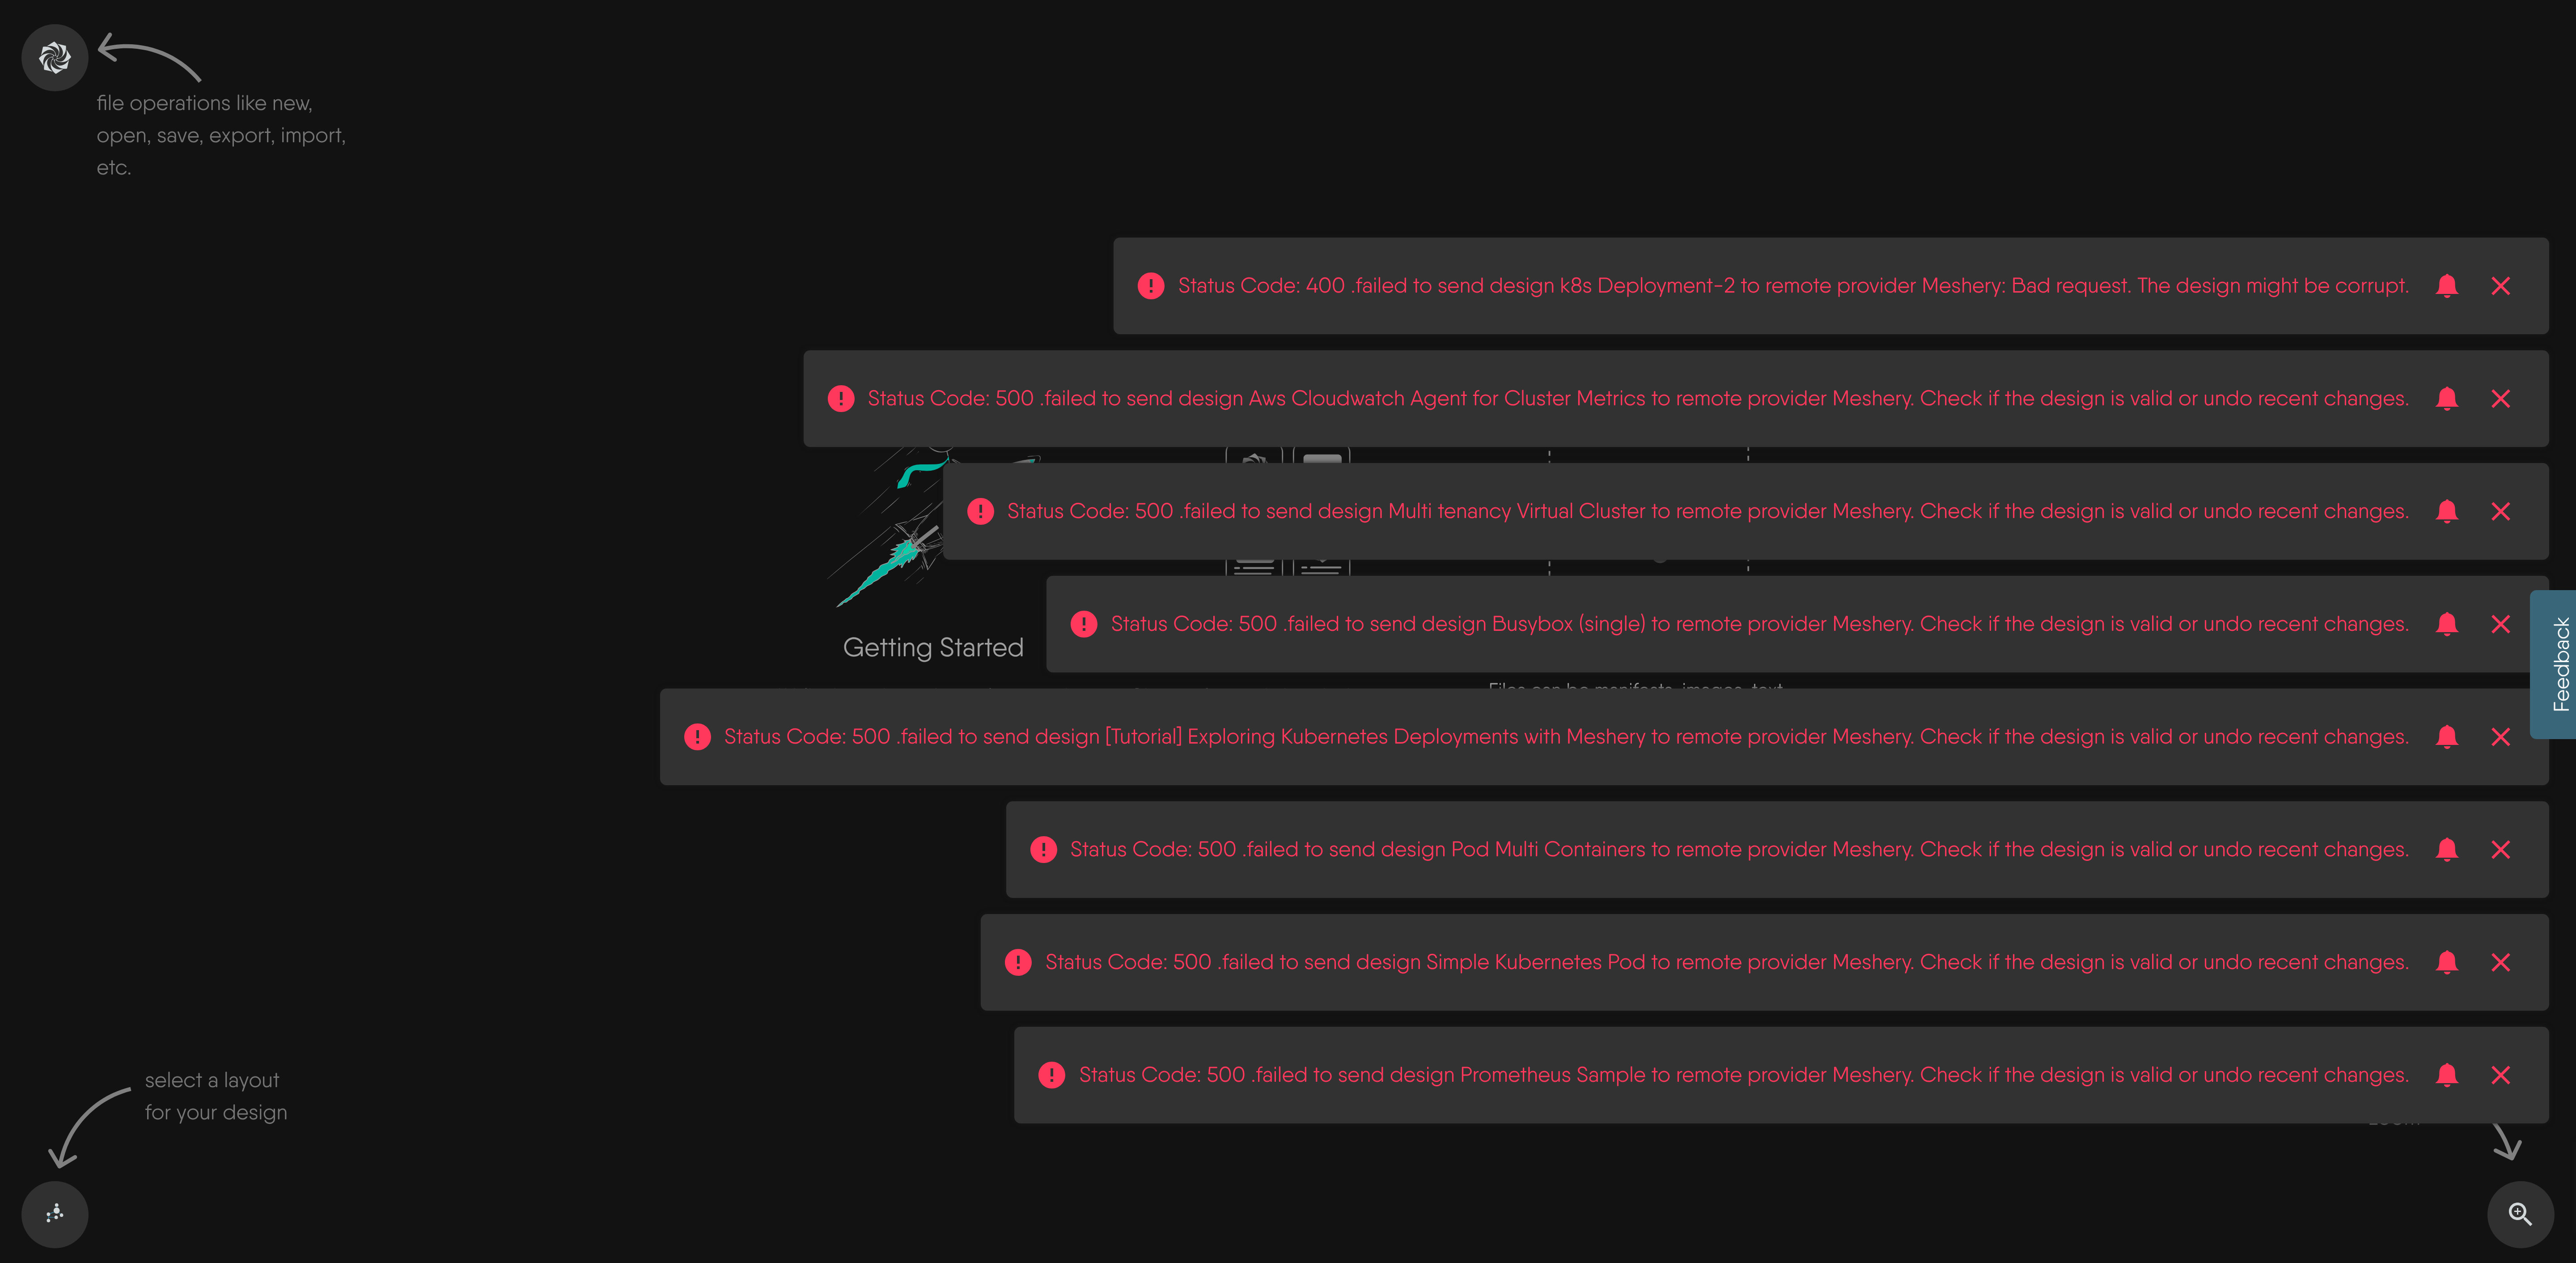 file operations like new,
open, save, export, import,
etc.
Status Code: 400 .failed to send design k8s Deployment-2 to remote provider Meshery: Bad request. The design might be corrupt.
Status Code: 500 .failed to send design Aws Cloudwatch Agent for Cluster Metrics to remote provider Meshery. Check if the design is valid or undo recent changes.
Status Code: 500 .failed to send design Multi tenancy Virtual Cluster to remote provider Meshery. Check if the design is valid or undo recent changes.
Status Code: 500 .failed to send design Busybox (single) to remote provider Meshery. Check if the design is valid or undo recent changes.
Getting Started
Feedback
Files can be manifests, images, text
Status Code: 500 .failed to send design [Tutorial] Exploring Kubernetes Deployments with Meshery to remote provider Meshery. Check if the design is valid or undo recent changes.
Status Code: 500 .failed to send design Pod Multi Containers to remote provider Meshery. Check if the design is valid or undo recent changes.
Status Code: 500 .failed to send design Simple Kubernetes Pod to remote provider Meshery. Check if the design is valid or undo recent changes.
Status Code: 500 .failed to send design Prometheus Sample to remote provider Meshery. Check if the design is valid or undo recent changes.
select a layout
for your design